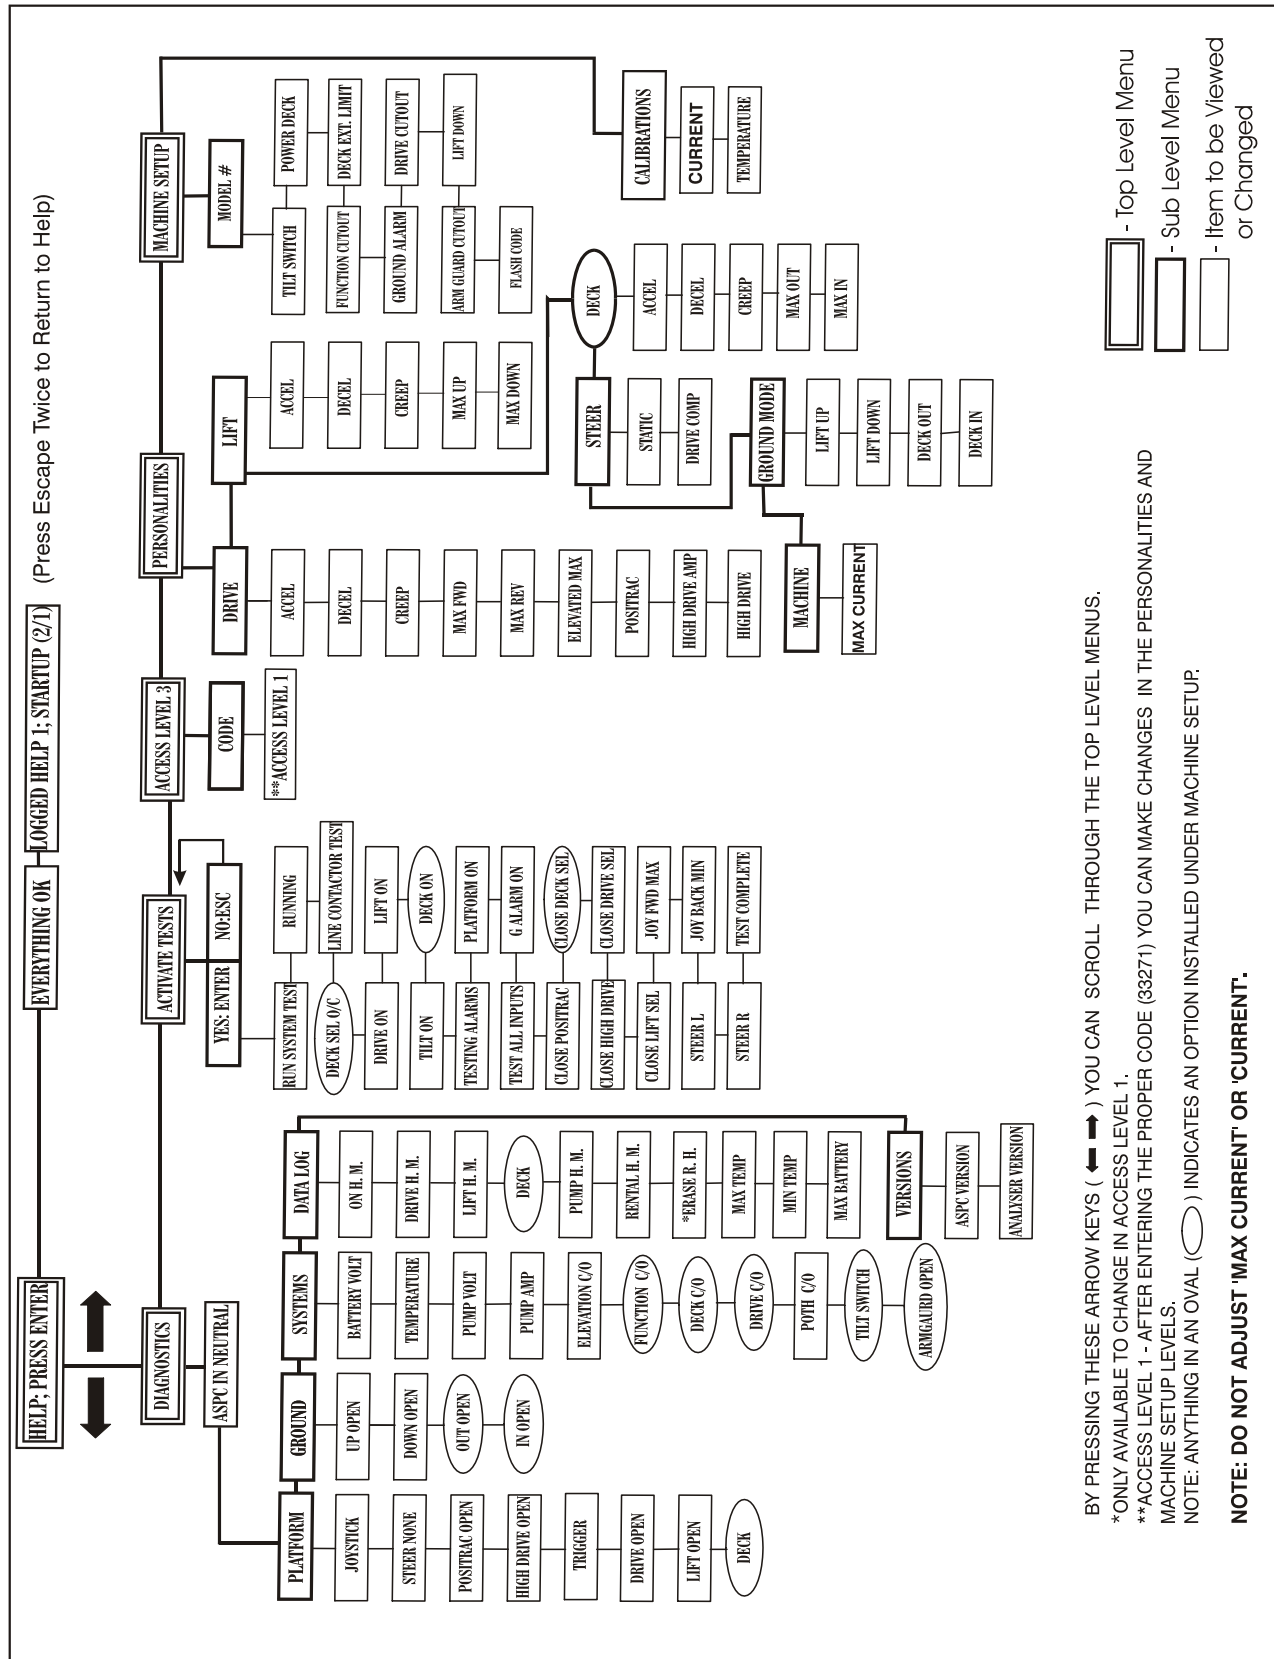 HELP; PRESS ENTER
EVERYTHING OK
LOGGED HELP 1; STARTUP (2/1)
(Press Escape Twice to Return to Help)
DIAGNOSTICS
ACTIVATE TESTS
ACCESS LEVEL 3
PERSONALITIES
MACHINE SETUP
ASPC IN NEUTRAL
PLATFORM
JOYSTICK
STEER NONE
POSITRAC OPEN
HIGH DRIVE OPEN
TRIGGER
DRIVE OPEN
LIFT OPEN
DECK
GROUND
UP OPEN
DOWN OPEN
OUT OPEN
IN OPEN
SYSTEMS
BATTERY VOLT
TEMPERATURE
PUMP VOLT
PUMP AMP
ELEVATION C/O
FUNCTION C/O
DECK C/O
DRIVE C/O
POTH C/O
TILT SWITCH
ARMGAURD OPEN
DATA LOG
ON H. M.
DRIVE H. M.
LIFT H. M.
DECK
PUMP H. M.
RENTAL H. M.
*ERASE R. H.
MAX TEMP
MIN TEMP
MAX BATTERY
VERSIONS
ASPC VERSION
ANALYSER VERSION
YES: ENTER
NO:ESC
RUN SYSTEM TEST
RUNNING
DECK SEL O/C
LINE CONTACTOR TEST
DRIVE ON
LIFT ON
TILT ON
DECK ON
TESTING ALARMS
PLATFORM ON
TEST ALL INPUTS
G ALARM ON
CLOSE POSITRAC
CLOSE DECK SEL
CLOSE HIGH DRIVE
CLOSE DRIVE SEL
CLOSE LIFT SEL
JOY FWD MAX
STEER L
JOY BACK MIN
STEER R
TEST COMPLETE
CODE
**ACCESS LEVEL 1
DRIVE
ACCEL
DECEL
CREEP
MAX FWD
MAX REV
ELEVATED MAX
POSITRAC
HIGH DRIVE AMP
HIGH DRIVE
LIFT
ACCEL
DECEL
CREEP
MAX UP
MAX DOWN
DECK
ACCEL
DECEL
CREEP
MAX OUT
MAX IN
STEER
STATIC
DRIVE COMP
GROUND MODE
LIFT UP
LIFT DOWN
DECK OUT
DECK IN
MACHINE
MAX CURRENT
MODEL #
TILT SWITCH
POWER DECK
FUNCTION CUTOUT
DECK EXT. LIMIT
GROUND ALARM
DRIVE CUTOUT
ARM GUARD CUTOUT
LIFT DOWN
FLASH CODE
CALIBRATIONS
CURRENT
TEMPERATURE
- Top Level Menu
- Sub Level Menu
- Item to be Viewed
or Changed
BY PRESSING THESE ARROW KEYS ( ) YOU CAN SCROLL THROUGH THE TOP LEVEL MENUS.
*ONLY AVAILABLE TO CHANGE IN ACCESS LEVEL 1.
**ACCESS LEVEL 1 - AFTER ENTERING THE PROPER CODE (33271) YOU CAN MAKE CHANGES IN THE PERSONALITIES AND
MACHINE SETUP LEVELS.
NOTE: ANYTHING IN AN OVAL ( ) INDICATES AN OPTION INSTALLED UNDER MACHINE SETUP.
NOTE: DO NOT ADJUST 'MAX CURRENT' OR 'CURRENT'.